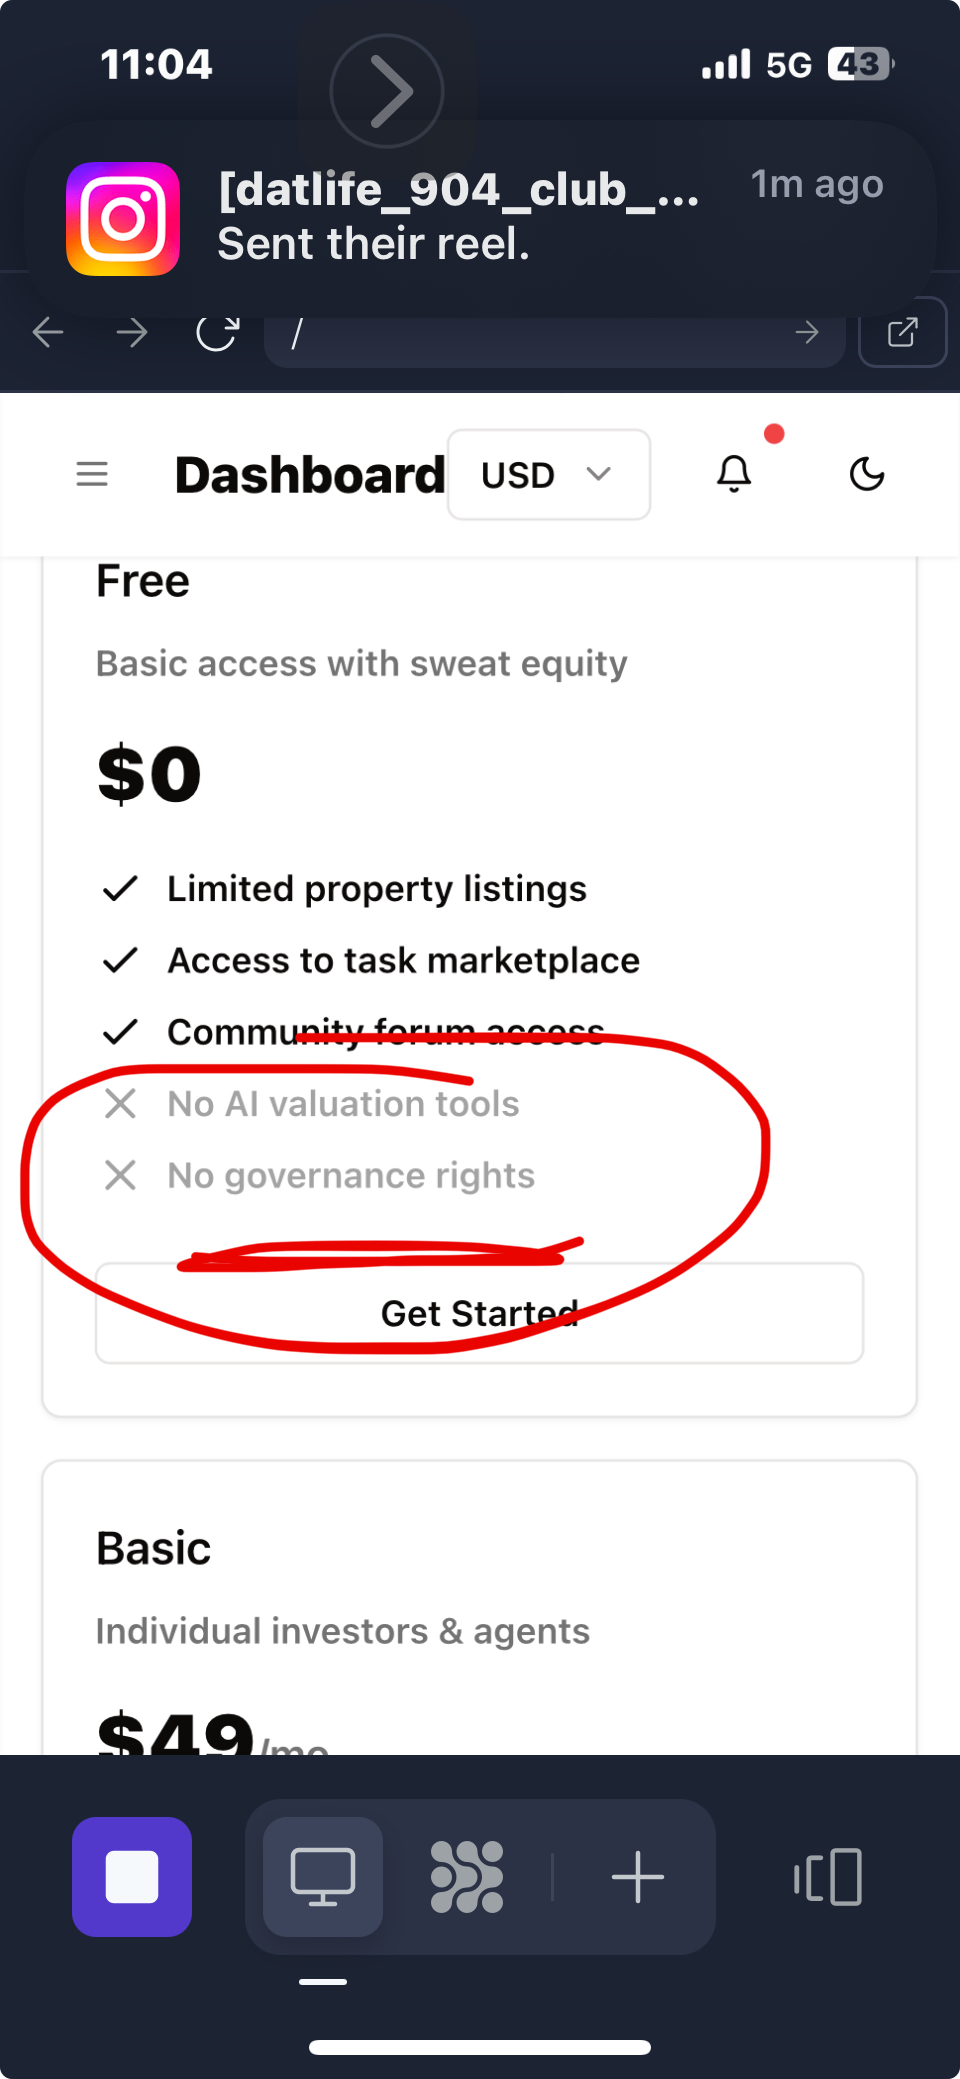 11:04
5G
43
[datlife_904_club_...
1m ago
Sent their reel.
/
Dashboard
USD
Free
Basic access with sweat equity
$0
Limited property listings
Access to task marketplace
Community forum access
No AI valuation tools
No governance rights
Get Started
Basic
Individual investors & agents
$49/mo